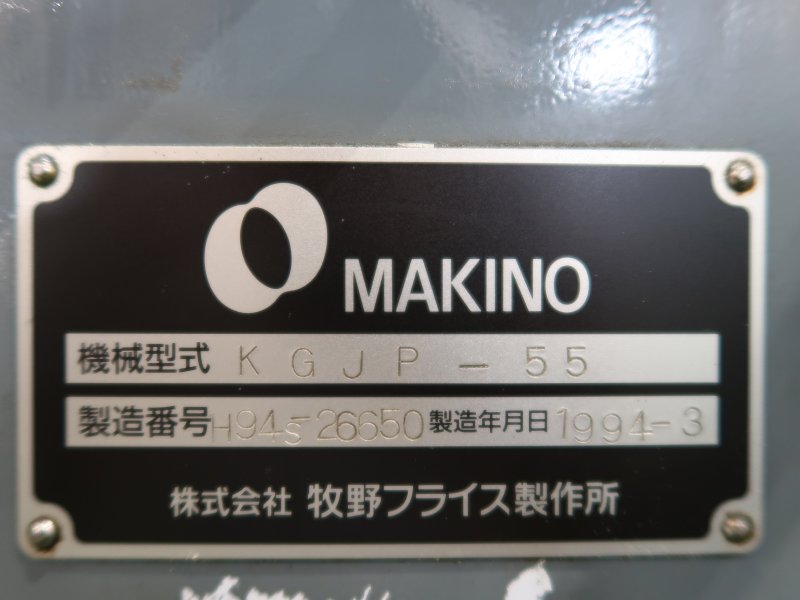 MAKINO
機械型式 KGJP-55
製造番号 H94S-26650 製造年月日 1994-3
株式会社 牧野フライス製作所